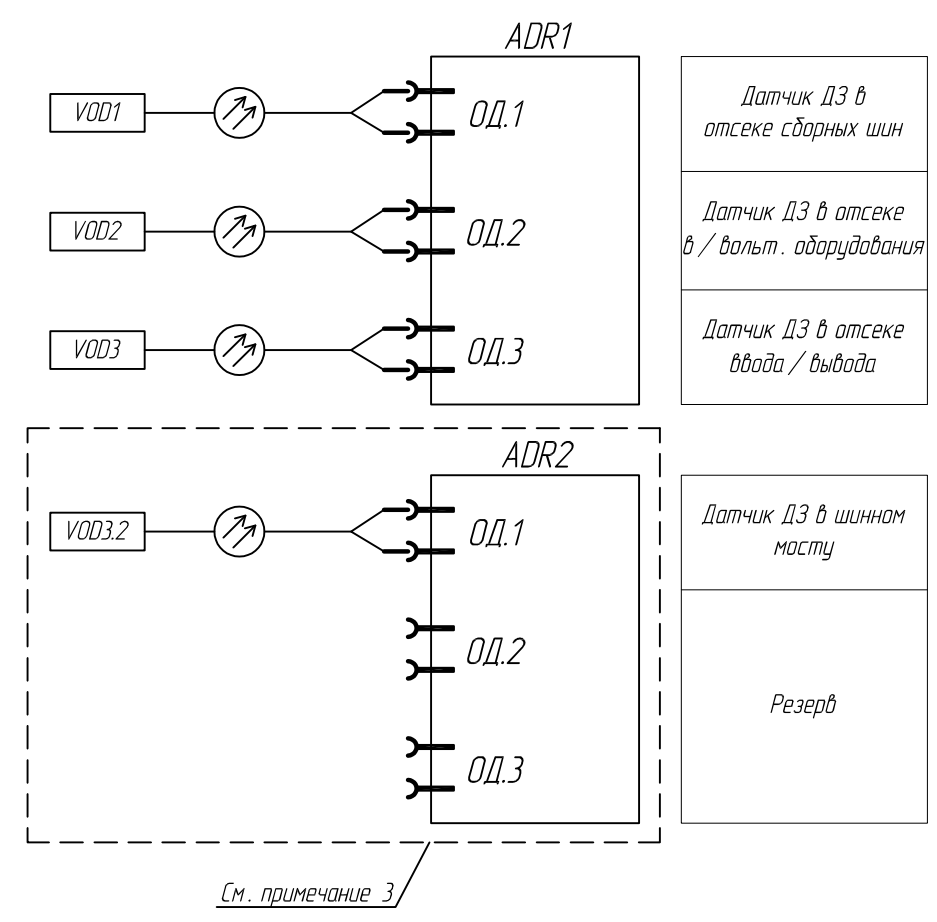 ADR1
VOD1
ОД.1
Датчик ДЗ в
отсеке сборных шин
VOD2
ОД.2
Датчик ДЗ в отсеке
в / вольт. оборудования
VOD3
ОД.3
Датчик ДЗ в отсеке
ввода / вывода
ADR2
VOD3.2
ОД.1
Датчик ДЗ в шинном
мосту
ОД.2
Резерв
ОД.3
См. примечание 3